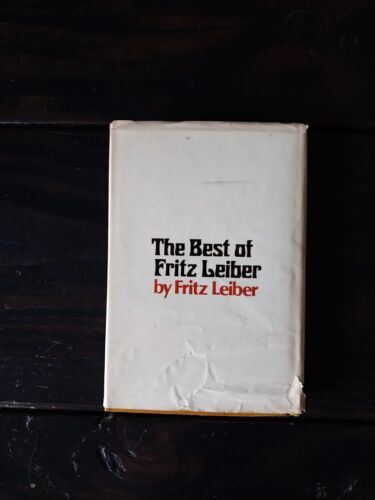 The Best of
Fritz Leiber
by Fritz Leiber